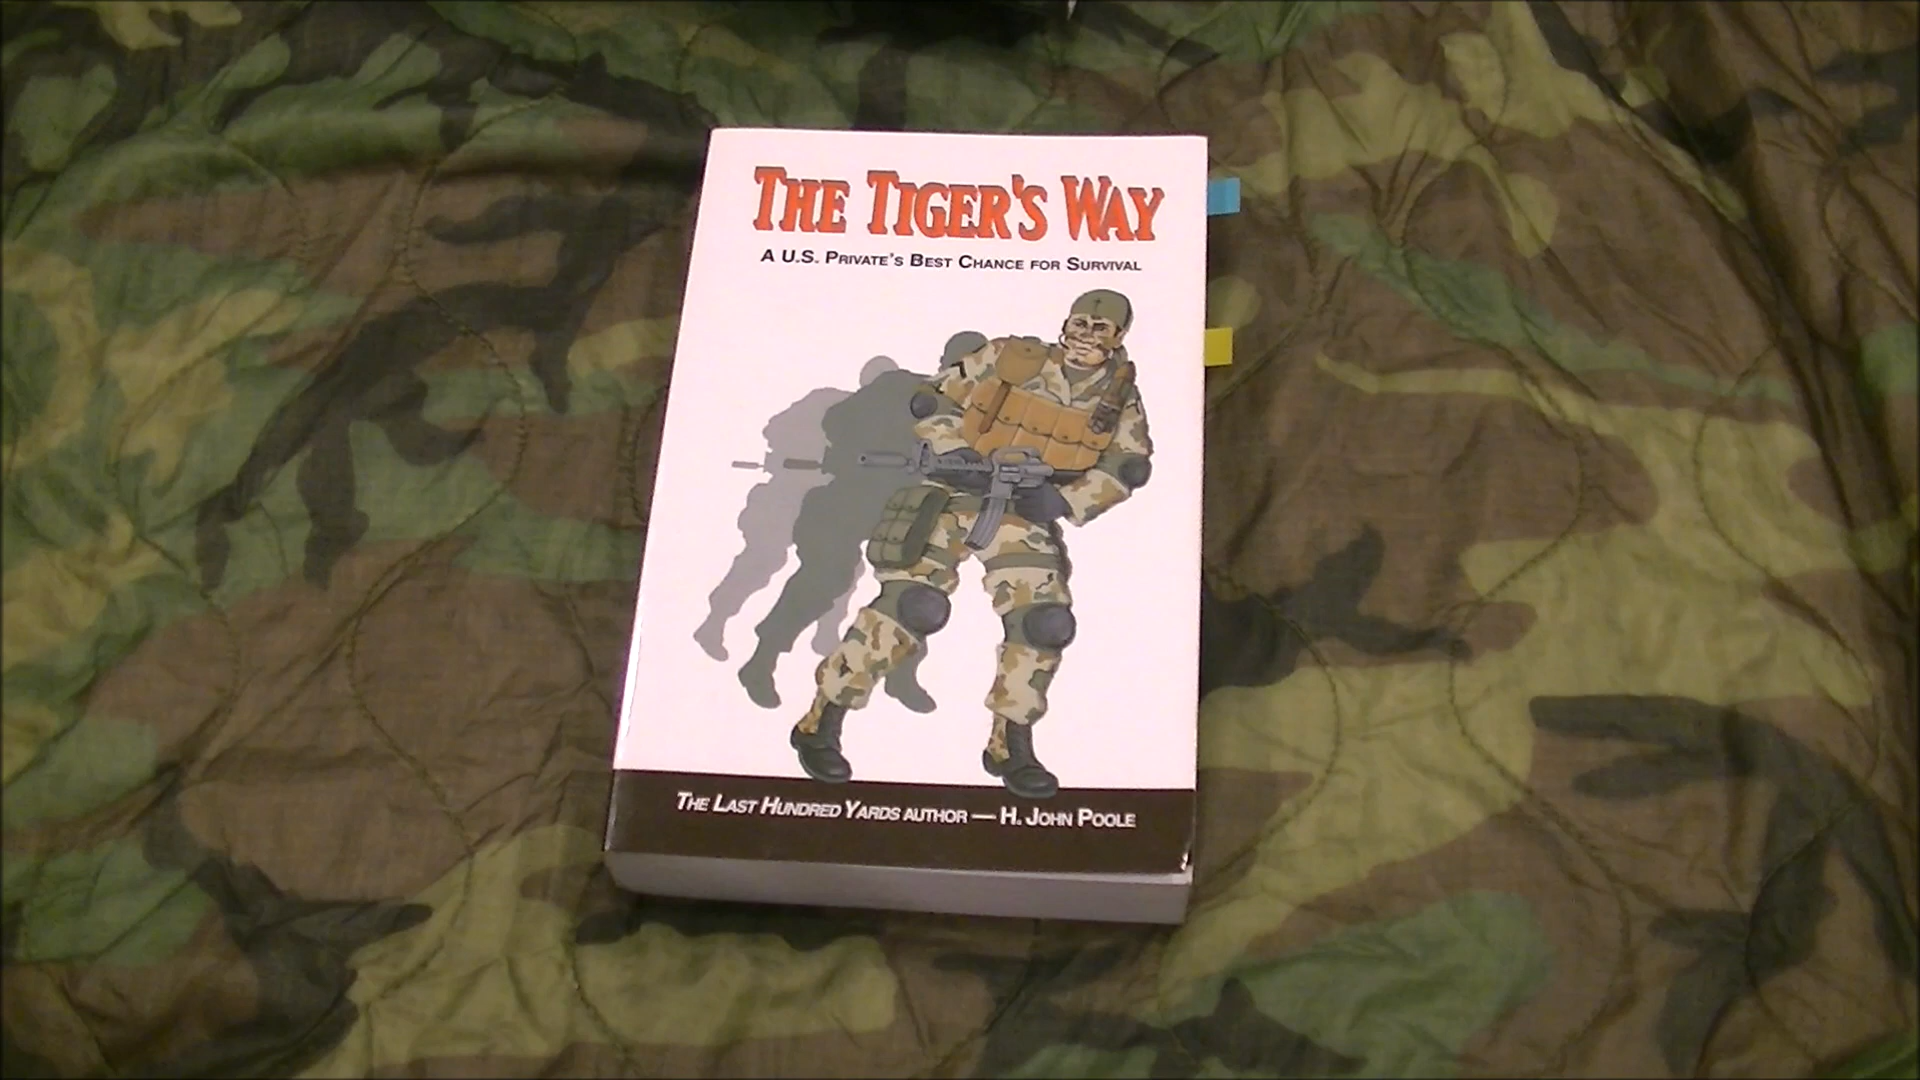 THE TIGER'S WAY
A U.S. PRIVATE'S BEST CHANCE FOR SURVIVAL
THE LAST HUNDRED YARDS AUTHOR — H. JOHN POOLE